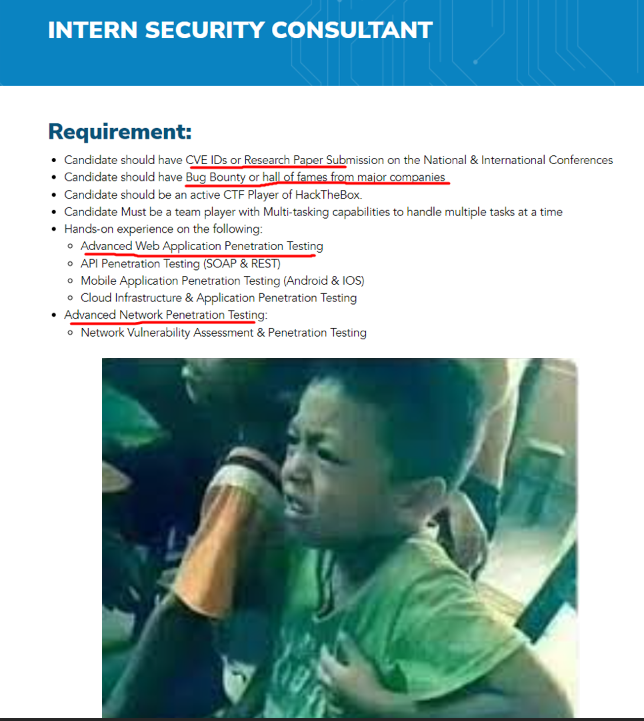 INTERN SECURITY CONSULTANT
Requirement:
• Candidate should have CVE IDs or Research Paper Submission on the National & International Conferences
• Candidate should have Bug Bounty or hall of fames from major companies
• Candidate should be an active CTF Player of HackTheBox.
• Candidate Must be a team player with Multi-tasking capabilities to handle multiple tasks at a time
• Hands-on experience on the following:
Advanced Web Application Penetration Testing
API Penetration Testing (SOAP & REST)
Mobile Application Penetration Testing (Android & IOS)
Cloud Infrastructure & Application Penetration Testing
• Advanced Network Penetration Testing:
Network Vulnerability Assessment & Penetration Testing